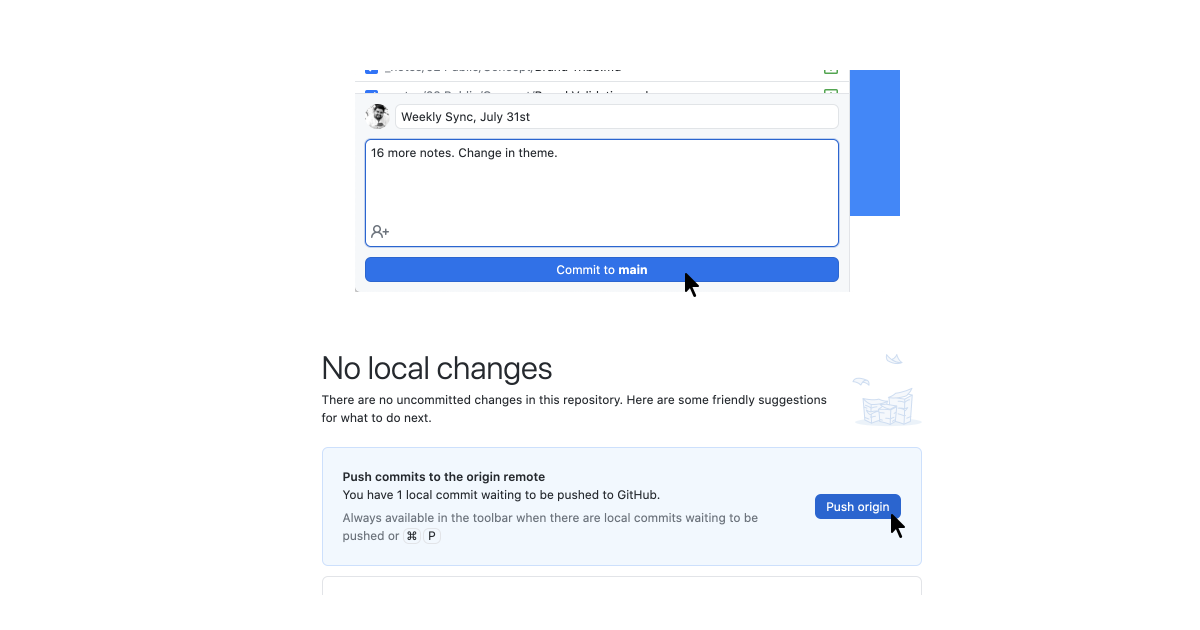 Weekly Sync, July 31st
16 more notes. Change in theme.
Commit to main
No local changes
There are no uncommitted changes in this repository. Here are some friendly suggestions
for what to do next.
Push commits to the origin remote
You have 1 local commit waiting to be pushed to GitHub.
Always available in the toolbar when there are local commits waiting to be
pushed or ⌘ P
Push origin